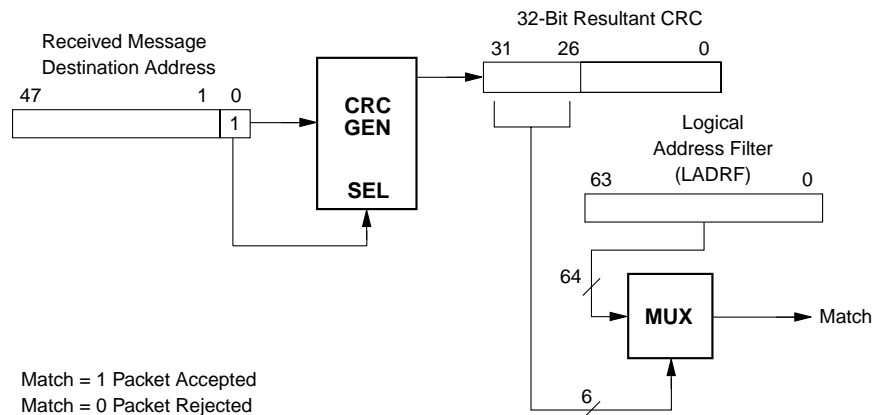 32-Bit Resultant CRC
Received Message
Destination Address
31 26 0
47 1 0
1
CRC
GEN
SEL
Logical
Address Filter
(LADRF)
63 0
64
MUX
Match
6
Match = 1 Packet Accepted
Match = 0 Packet Rejected